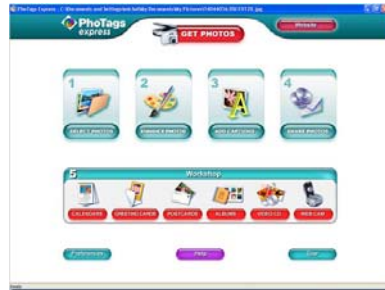 PhoTags
express
GET PHOTOS
Website
1
2
3
4
SELECT PHOTOS
ENHANCE PHOTOS
ADD CAPTIONS
SHARE PHOTOS
5
Workshop
CALENDARS
GREETING CARDS
POSTCARDS
ALBUMS
VIDEO CD
WEB CAM
Preferences
Help
Exit